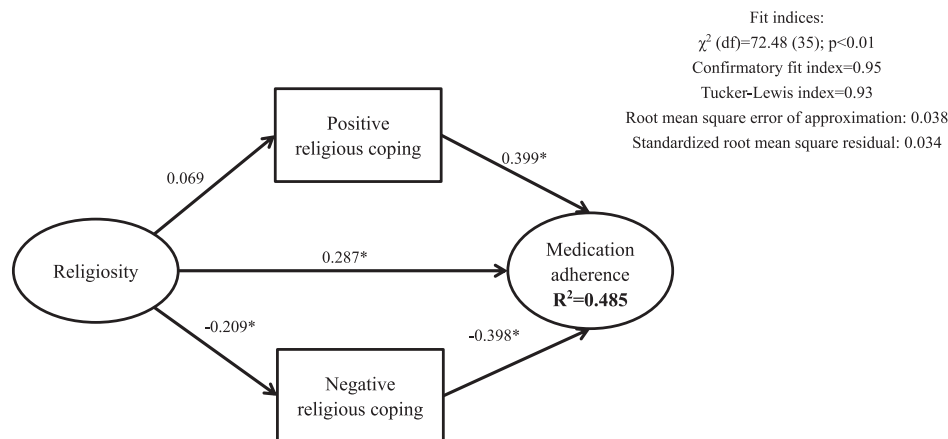 Fit indices:
χ² (df)=72.48 (35); p<0.01
Confirmatory fit index=0.95
Tucker-Lewis index=0.93
Root mean square error of approximation: 0.038
Standardized root mean square residual: 0.034
Positive
religious coping
0.069
0.399*
Religiosity
0.287*
Medication
adherence
R²=0.485
-0.209*
-0.398*
Negative
religious coping